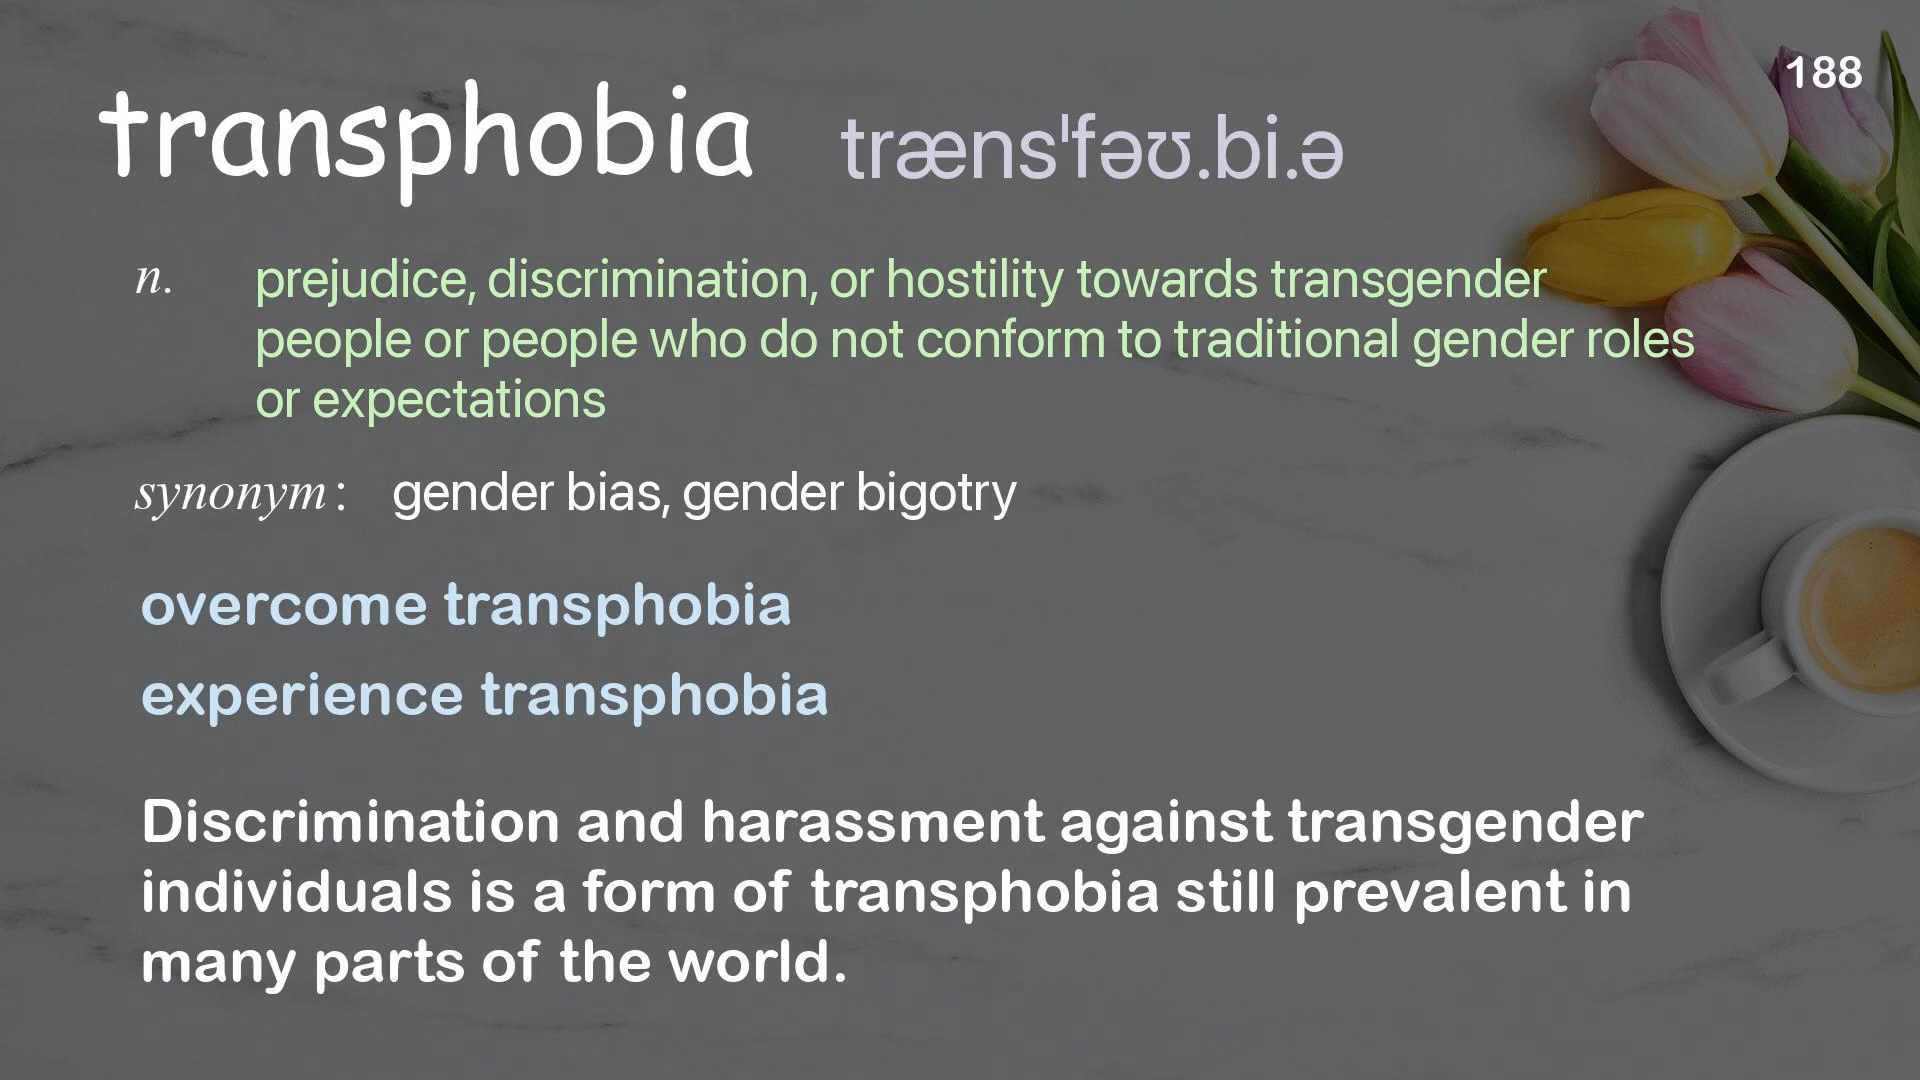 188
transphobia trænsˈfəʊ.bi.ə
n. prejudice, discrimination, or hostility towards transgender
people or people who do not conform to traditional gender roles
or expectations
synonym: gender bias, gender bigotry
overcome transphobia
experience transphobia
Discrimination and harassment against transgender
individuals is a form of transphobia still prevalent in
many parts of the world.